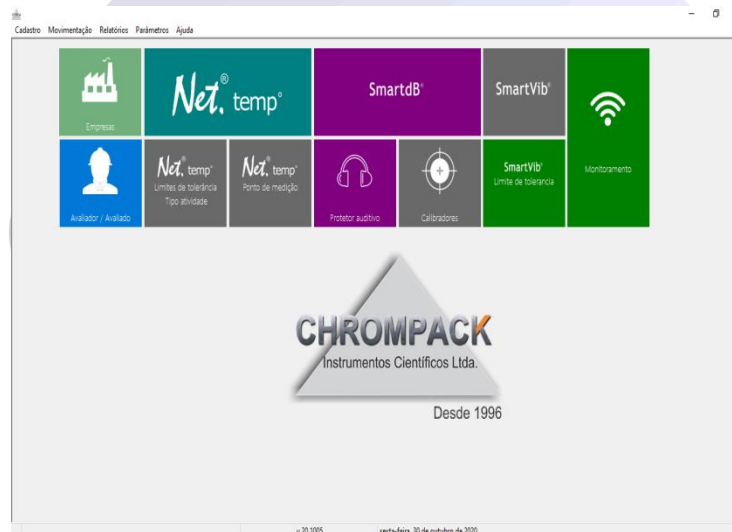 Cadastro Movimentação Relatórios Parâmetros Ajuda
Empresas
Net.® temp°
SmartdB®
SmartVib®
Monitoramento
Avaliador / Avaliado
Net.® temp°
Limites de tolerância
Tipo atividade
Net.® temp°
Ponto de medição
Protetor auditivo
Calibradores
SmartVib®
Limite de tolerancia
CHROMPACK
Instrumentos Científicos Ltda.
Desde 1996
v.20.1005 sexta-feira, 30 de outubro de 2020